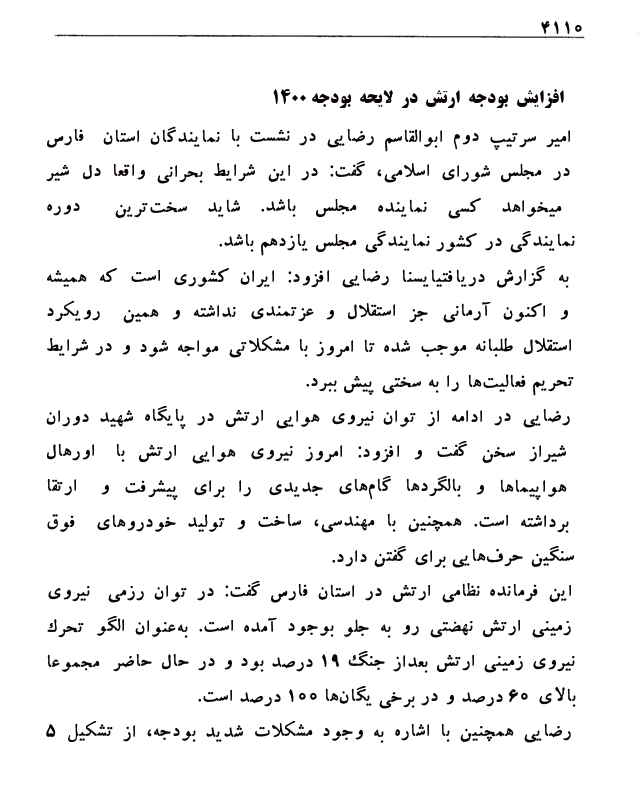 ۴۱۱۰
افزایش بودجه ارتش در لایحه بودجه ۱۴۰۰
امیر سرتیپ دوم ابوالقاسم رضایی در نشست با نمایندگان استان فارس
در مجلس شورای اسلامی، گفت: در این شرایط بحرانی واقعا دل شیر
میخواهد کسی نماینده مجلس باشد. شاید سخت‌ترین دوره
نمایندگی در کشور نمایندگی مجلس یازدهم باشد.
به گزارش دریافتیایسنا رضایی افزود: ایران کشوری است که همیشه
و اکنون آرمانی جز استقلال و عزتمندی نداشته و همین رویکرد
استقلال طلبانه موجب شده تا امروز با مشکلاتی مواجه شود و در شرایط
تحریم فعالیت‌ها را به سختی پیش ببرد.
رضایی در ادامه از توان نیروی هوایی ارتش در پایگاه شهید دوران
شیراز سخن گفت و افزود: امروز نیروی هوایی ارتش با اورهال
هواپیماها و بالگردها گام‌های جدیدی را برای پیشرفت و ارتقا
برداشته است. همچنین با مهندسی، ساخت و تولید خودروهای فوق
سنگین حرف‌هایی برای گفتن دارد.
این فرمانده نظامی ارتش در استان فارس گفت: در توان رزمی نیروی
زمینی ارتش نهضتی رو به جلو بوجود آمده است. به‌عنوان الگو تحرک
نیروی زمینی ارتش بعداز جنگ ۱۹ درصد بود و در حال حاضر مجموعا
بالای ۶۰ درصد و در برخی یگان‌ها ۱۰۰ درصد است.
رضایی همچنین با اشاره به وجود مشکلات شدید بودجه، از تشکیل ۵